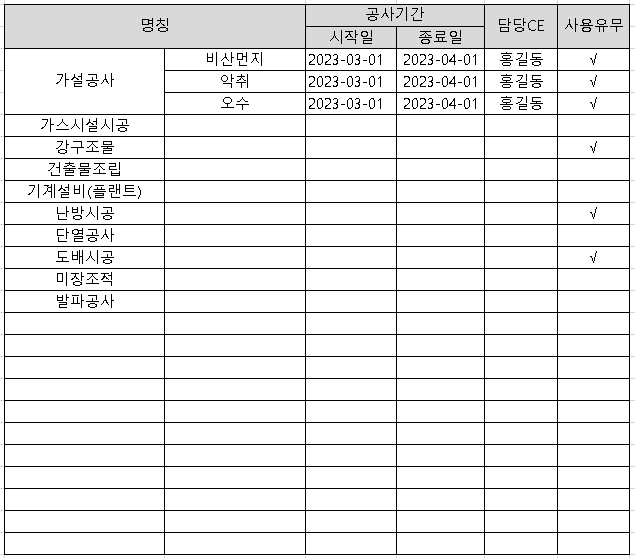 명칭 공사기간 담당CE 사용유무
시작일 종료일
가설공사 비산먼지 2023-03-01 2023-04-01 홍길동 √
악취 2023-03-01 2023-04-01 홍길동 √
오수 2023-03-01 2023-04-01 홍길동 √
가스시설시공
강구조물 √
건출물조립
기계설비(플랜트)
난방시공 √
단열공사
도배시공 √
미장조적
발파공사